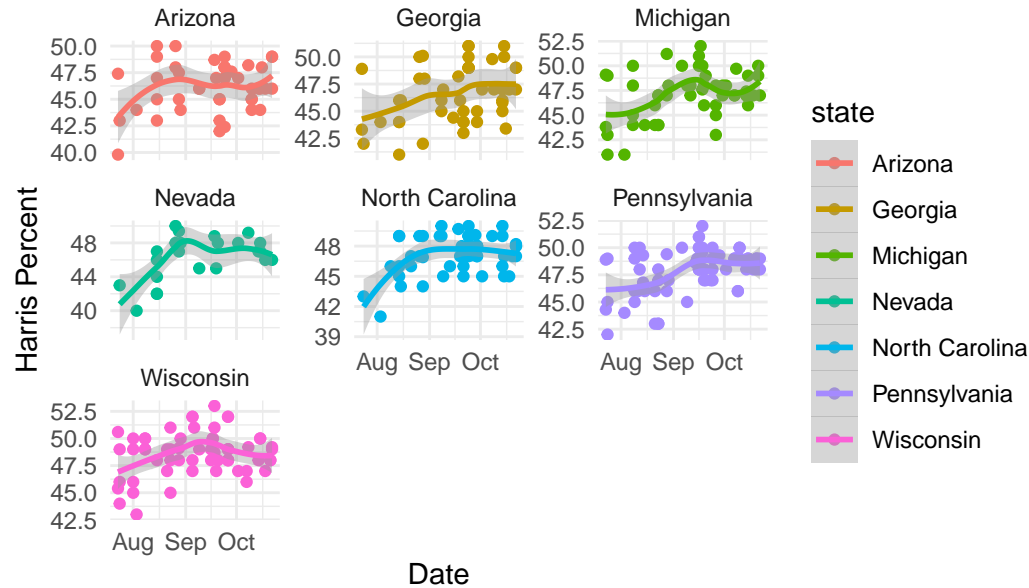 Arizona
Georgia
Michigan
50.0
47.5
45.0
42.5
40.0
50.0
47.5
45.0
42.5
52.5
50.0
47.5
45.0
42.5
state
Arizona
Georgia
Michigan
Nevada
North Carolina
Pennsylvania
Wisconsin
Harris Percent
Nevada
North Carolina
Pennsylvania
48
44
40
48
45
42
39
52.5
50.0
47.5
45.0
42.5
Aug Sep Oct
Aug Sep Oct
Wisconsin
52.5
50.0
47.5
45.0
42.5
Aug Sep Oct
Date